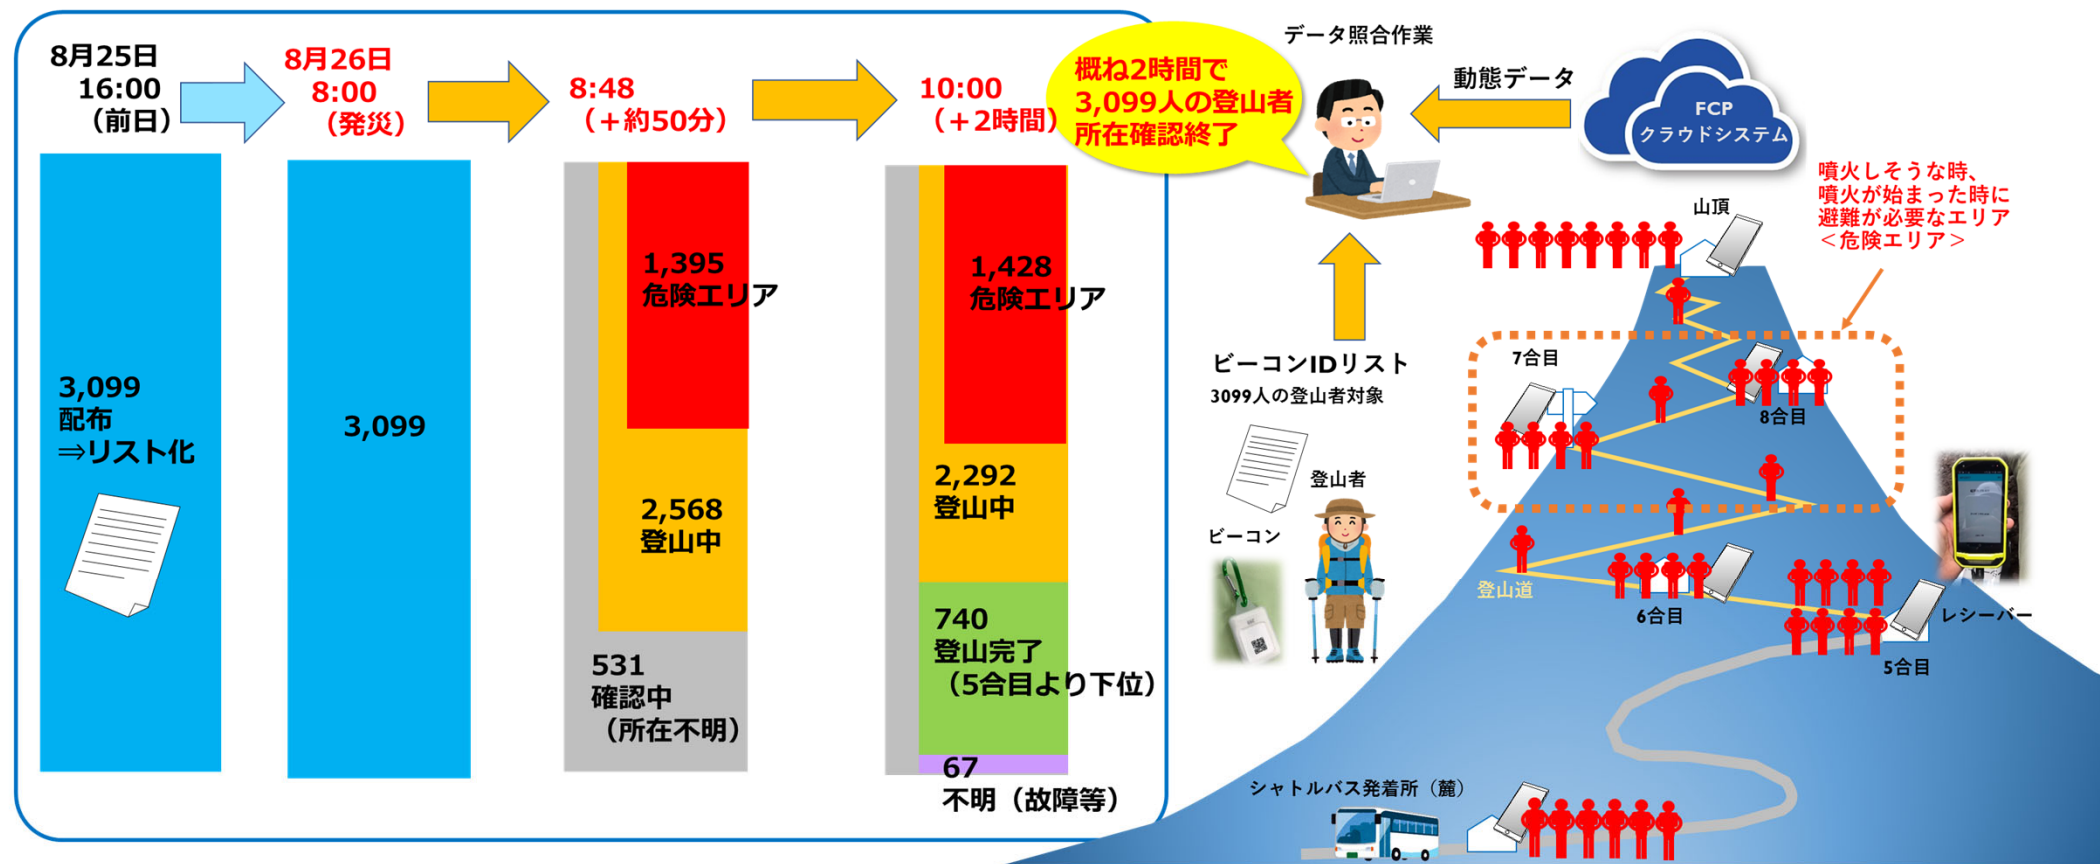 8月25日
16:00
（前日）
8月26日
8:00
（発災）
8:48
（＋約50分）
10:00
（＋2時間）
概ね2時間で
3,099人の登山者
所在確認終了
3,099
配布
⇒リスト化
3,099
1,395
危険エリア
2,568
登山中
531
確認中
（所在不明）
1,428
危険エリア
2,292
登山中
740
登山完了
（5合目より下位）
67
不明（故障等）
データ照合作業
動態データ
FCP
クラウドシステム
噴火しそうな時、
噴火が始まった時に
避難が必要なエリア
＜危険エリア＞
山頂
ビーコンIDリスト
3099人の登山者対象
登山者
ビーコン
7合目
8合目
登山道
6合目
レシーバー
5合目
シャトルバス発着所（麓）